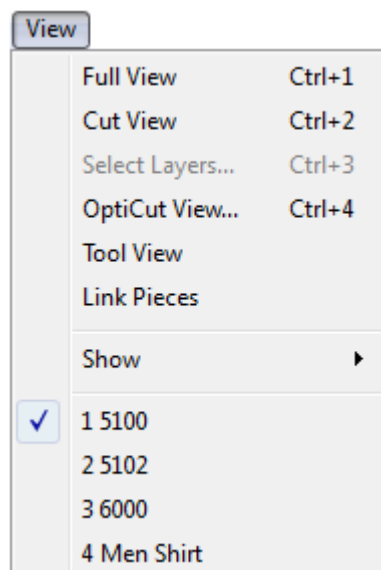 View
Full View Ctrl+1
Cut View Ctrl+2
Select Layers... Ctrl+3
OptiCut View... Ctrl+4
Tool View
Link Pieces
Show
1 5100
2 5102
3 6000
4 Men Shirt